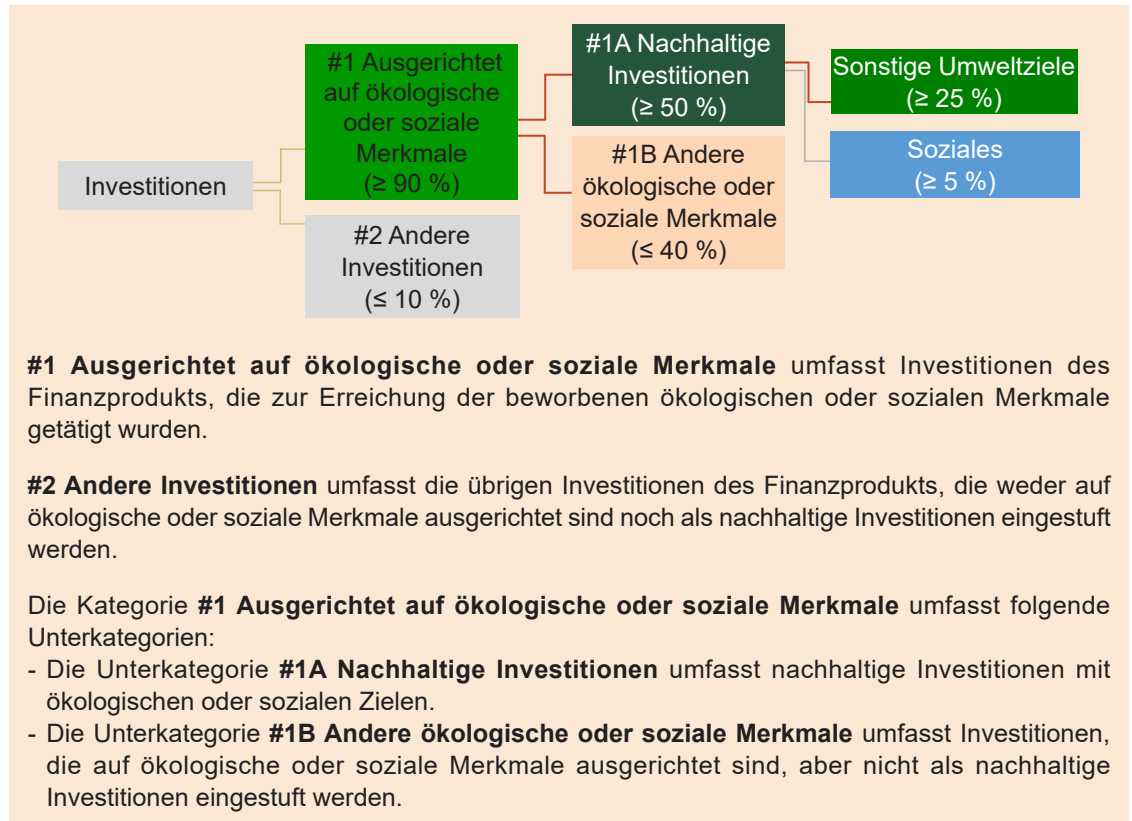 Investitionen
#1 Ausgerichtet
auf ökologische
oder soziale
Merkmale
(≥ 90 %)
#2 Andere
Investitionen
(≤ 10 %)
#1A Nachhaltige
Investitionen
(≥ 50 %)
#1B Andere
ökologische oder
soziale Merkmale
(≤ 40 %)
Sonstige Umweltziele
(≥ 25 %)
Soziales
(≥ 5 %)
#1 Ausgerichtet auf ökologische oder soziale Merkmale umfasst Investitionen des
Finanzprodukts, die zur Erreichung der beworbenen ökologischen oder sozialen Merkmale
getätigt wurden.
#2 Andere Investitionen umfasst die übrigen Investitionen des Finanzprodukts, die weder auf
ökologische oder soziale Merkmale ausgerichtet sind noch als nachhaltige Investitionen eingestuft
werden.
Die Kategorie #1 Ausgerichtet auf ökologische oder soziale Merkmale umfasst folgende
Unterkategorien:
- Die Unterkategorie #1A Nachhaltige Investitionen umfasst nachhaltige Investitionen mit
ökologischen oder sozialen Zielen.
- Die Unterkategorie #1B Andere ökologische oder soziale Merkmale umfasst Investitionen,
die auf ökologische oder soziale Merkmale ausgerichtet sind, aber nicht als nachhaltige
Investitionen eingestuft werden.